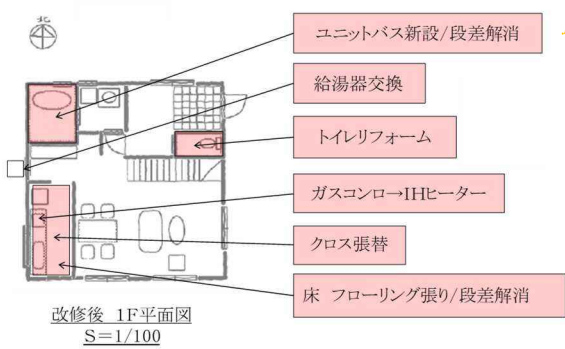 北
ユニットバス新設/段差解消
給湯器交換
トイレリフォーム
ガスコンロ→IHヒーター
クロス張替
床 フローリング張り/段差解消
改修後 1F平面図
S=1/100